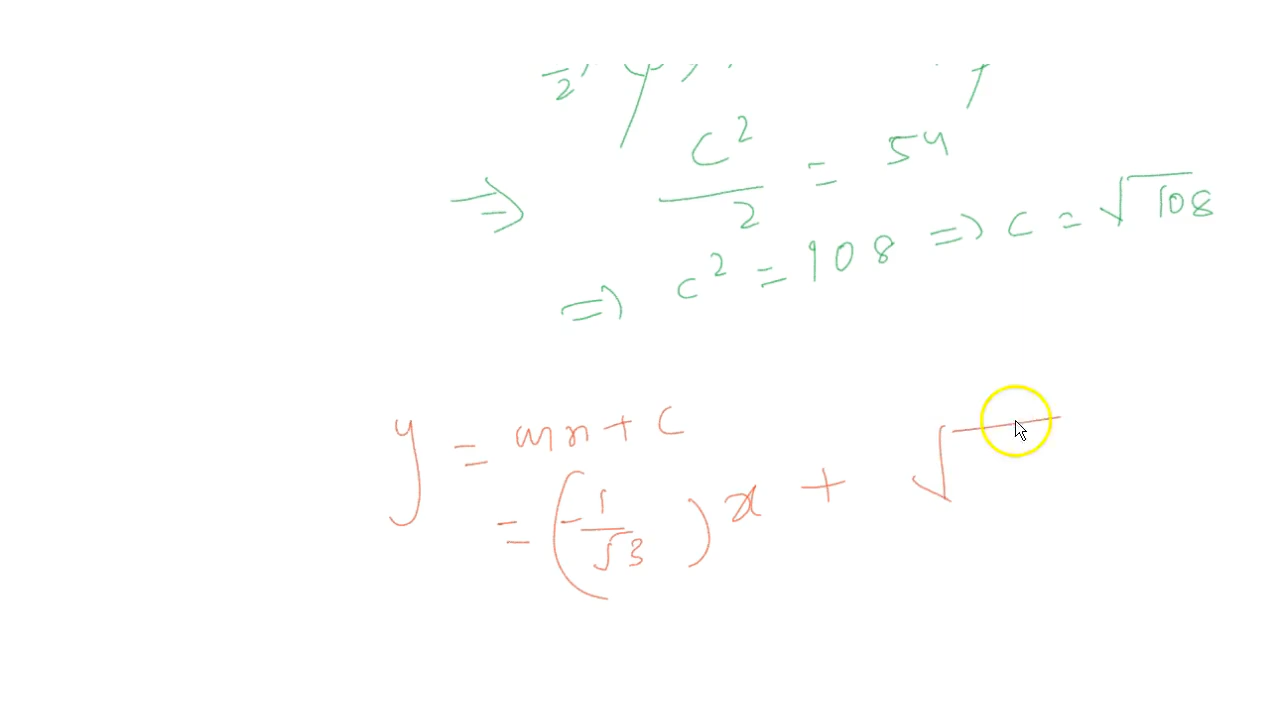 ⇒ c²/2 = 54
⇒ c² = 108 ⇒ c = √108
y = mx + c
= (-1/√3) x + √